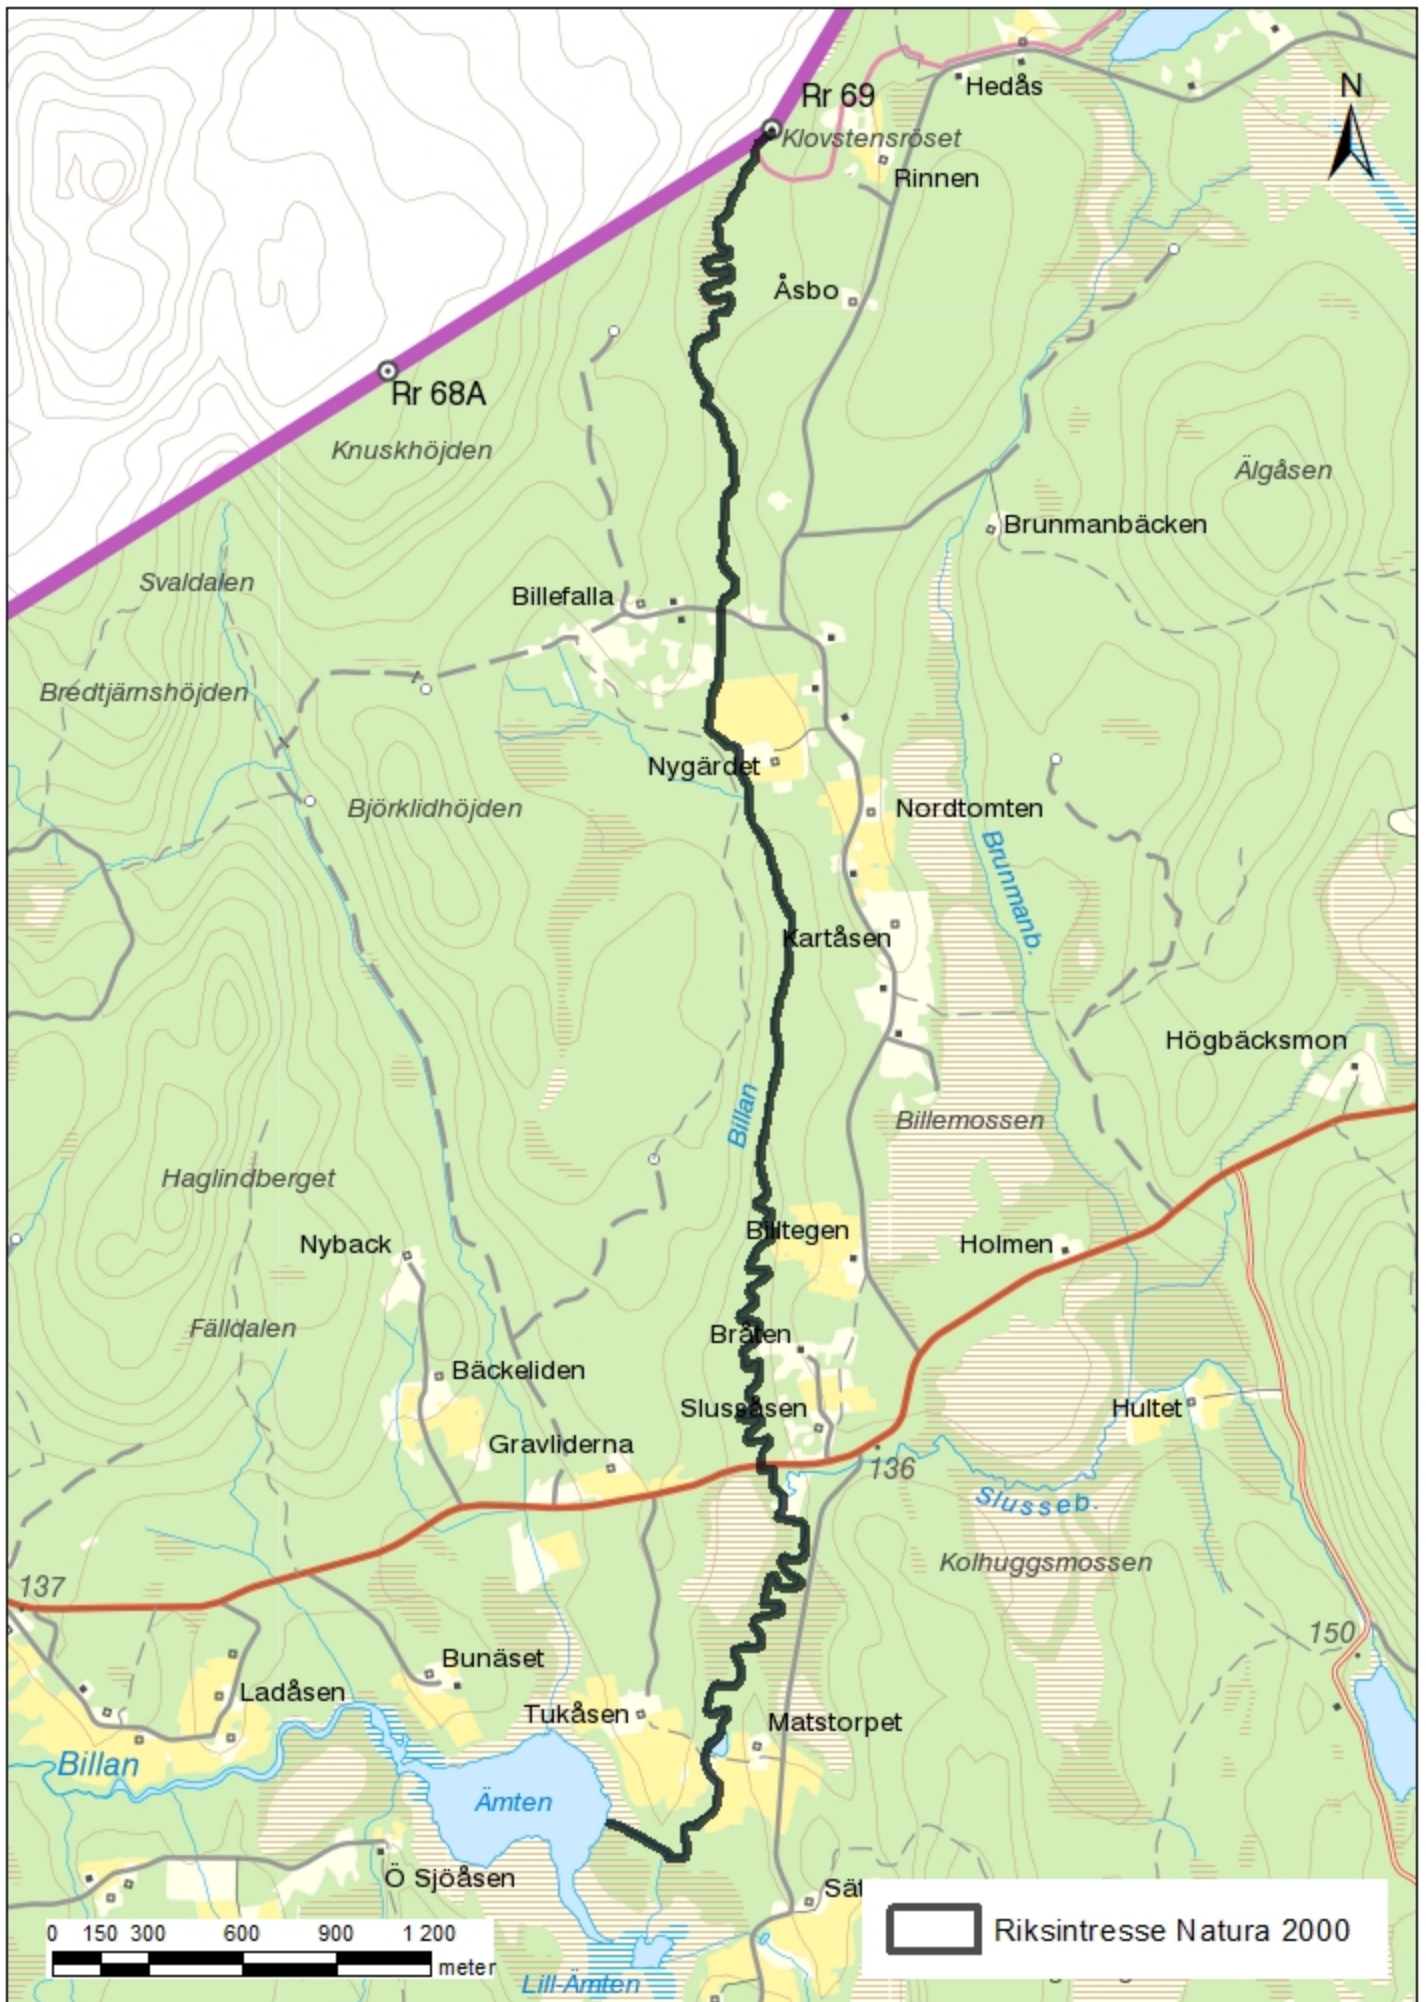 Rr 69
Hedås
N
Klovstensröset
Rinnen
Åsbo
Rr 68A
Knuskhöjden
Älgåsen
Brunmanbäcken
Svaldalen
Billefalla
Bredtjärnshöjden
Nygärdet
Björklidhöjden
Nordtomten
Brunmanb.
Kartåsen
Högbäcksmon
Billan
Billemossen
Haglindberget
Billtegen
Nyback
Holmen
Fälldalen
Bråten
Bäckeliden
Slussåsen
Hultet
Gravliderna
136
Slusseb.
Kolhuggsmossen
137
150
Bunäset
Ladåsen
Tukåsen
Matstorpet
Billan
Ämten
Ö Sjöåsen
Sät
Riksintresse Natura 2000
0 150 300 600 900 1 200
meter
Lill-Ämten